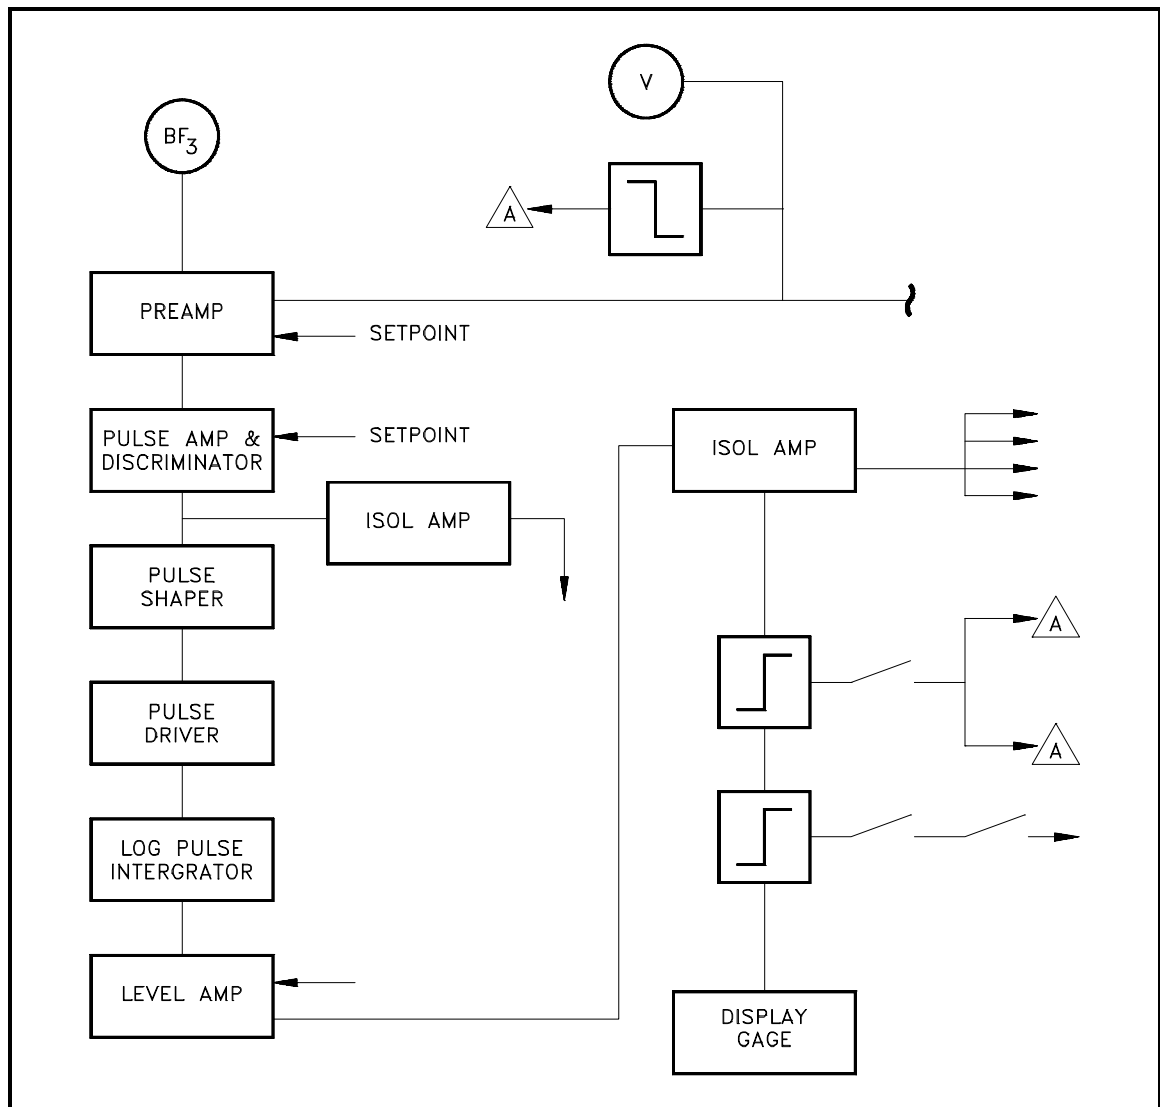 V
BF3
A
PREAMP
SETPOINT
PULSE AMP &
DISCRIMINATOR
SETPOINT
ISOL AMP
ISOL AMP
PULSE
SHAPER
A
PULSE
DRIVER
A
LOG PULSE
INTERGRATOR
LEVEL AMP
DISPLAY
GAGE